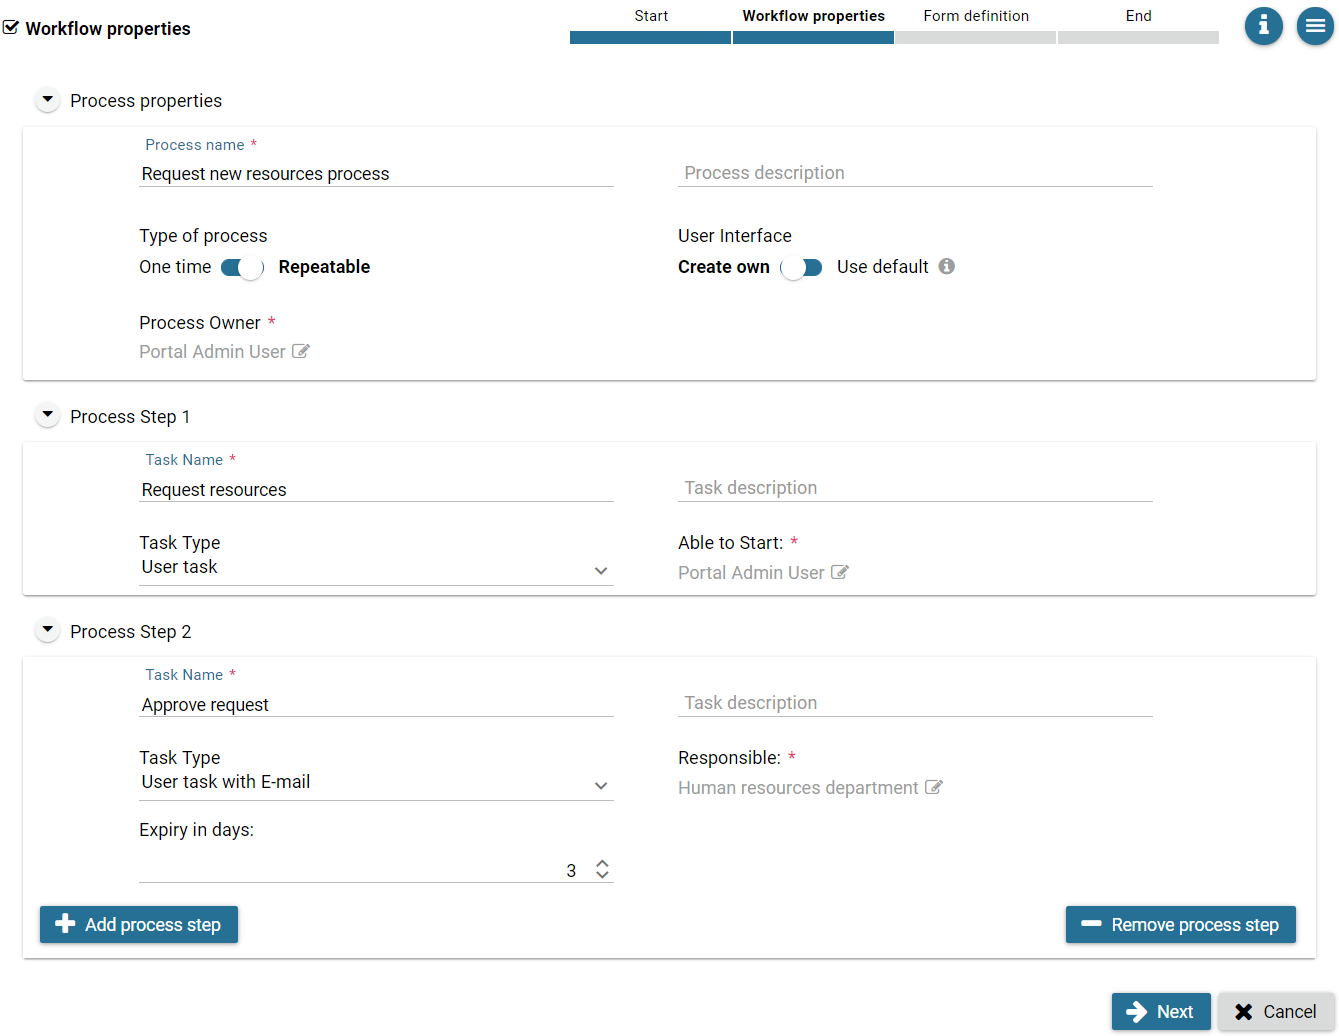 Workflow properties
Start
Workflow properties
Form definition
End
Process properties
Process name *
Request new resources process
Process description
Type of process
One time Repeatable
User Interface
Create own Use default
Process Owner *
Portal Admin User
Process Step 1
Task Name *
Request resources
Task description
Task Type
User task
Able to Start: *
Portal Admin User
Process Step 2
Task Name *
Approve request
Task description
Task Type
User task with E-mail
Responsible: *
Human resources department
Expiry in days:
3
Add process step
Remove process step
Next
Cancel